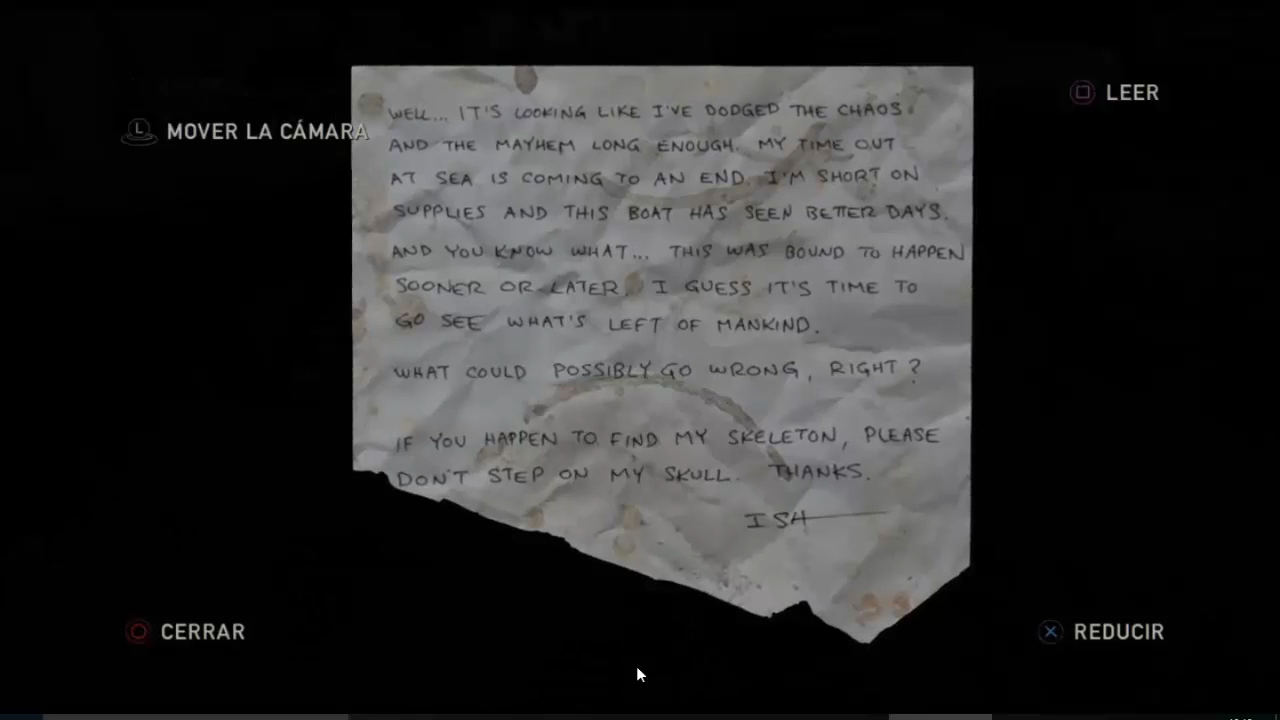 LEER
MOVER LA CÁMARA
WELL... IT'S LOOKING LIKE I'VE DODGED THE CHAOS
AND THE MAYHEM LONG ENOUGH. MY TIME OUT
AT SEA IS COMING TO AN END. I'M SHORT ON
SUPPLIES AND THIS BOAT HAS SEEN BETTER DAYS.
AND YOU KNOW WHAT... THIS WAS BOUND TO HAPPEN
SOONER OR LATER. I GUESS IT'S TIME TO
GO SEE WHAT'S LEFT OF MANKIND.
WHAT COULD POSSIBLY GO WRONG, RIGHT?
IF YOU HAPPEN TO FIND MY SKELETON, PLEASE
DON'T STEP ON MY SKULL. THANKS.
ISH
CERRAR
REDUCIR